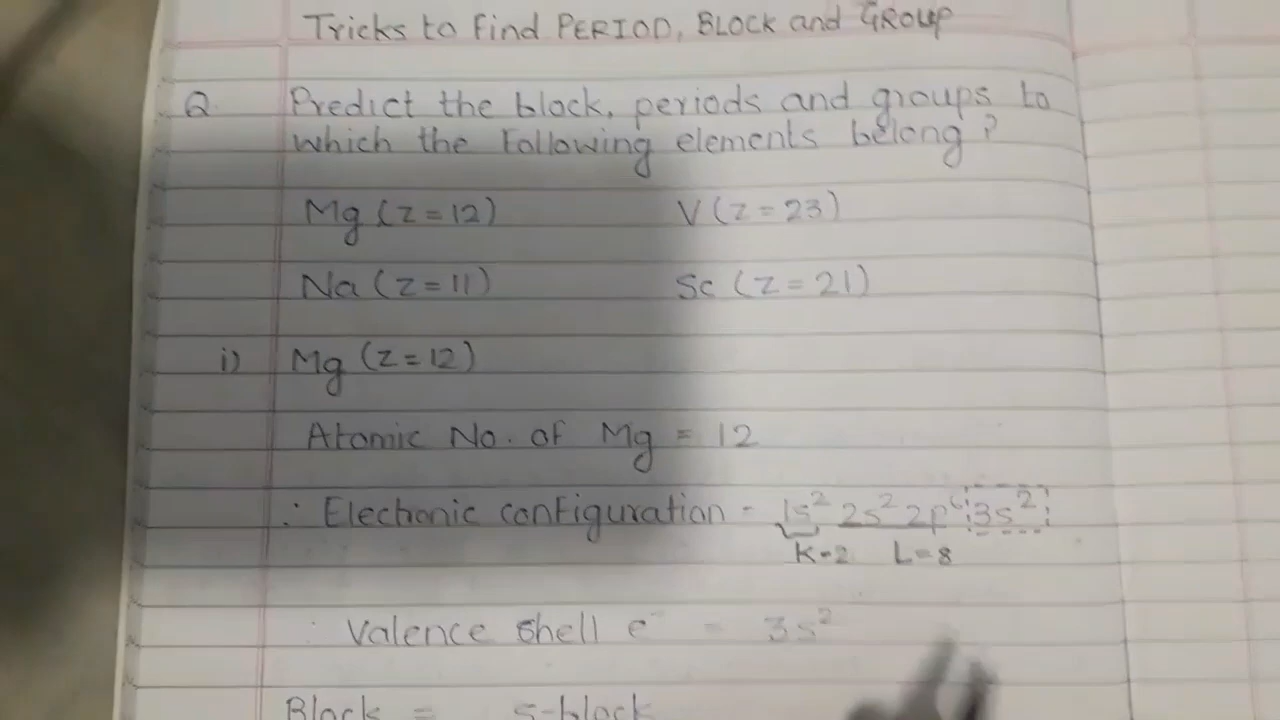 Tricks to Find PERIOD, BLOCK and GROUP
Q. Predict the block, periods and groups to
which the following elements belong?
Mg (Z=12) V (Z=23)
Na (Z=11) Sc (Z=21)
i) Mg (Z=12)
Atomic No. of Mg = 12
∴ Electronic configuration - 1s² 2s² 2p⁶ 3s²
K=2 L=8
∴ Valence shell e⁻ = 3s²
Block = s-block